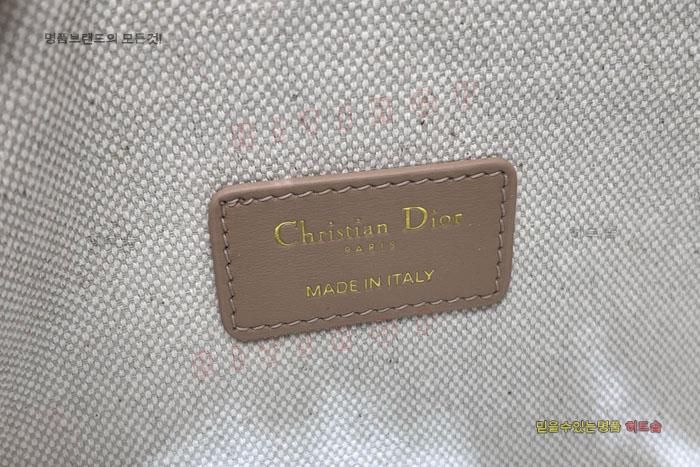 명품브랜드의 모든것!
Christian Dior
PARIS
MADE IN ITALY
믿을수있는명품 히트숍